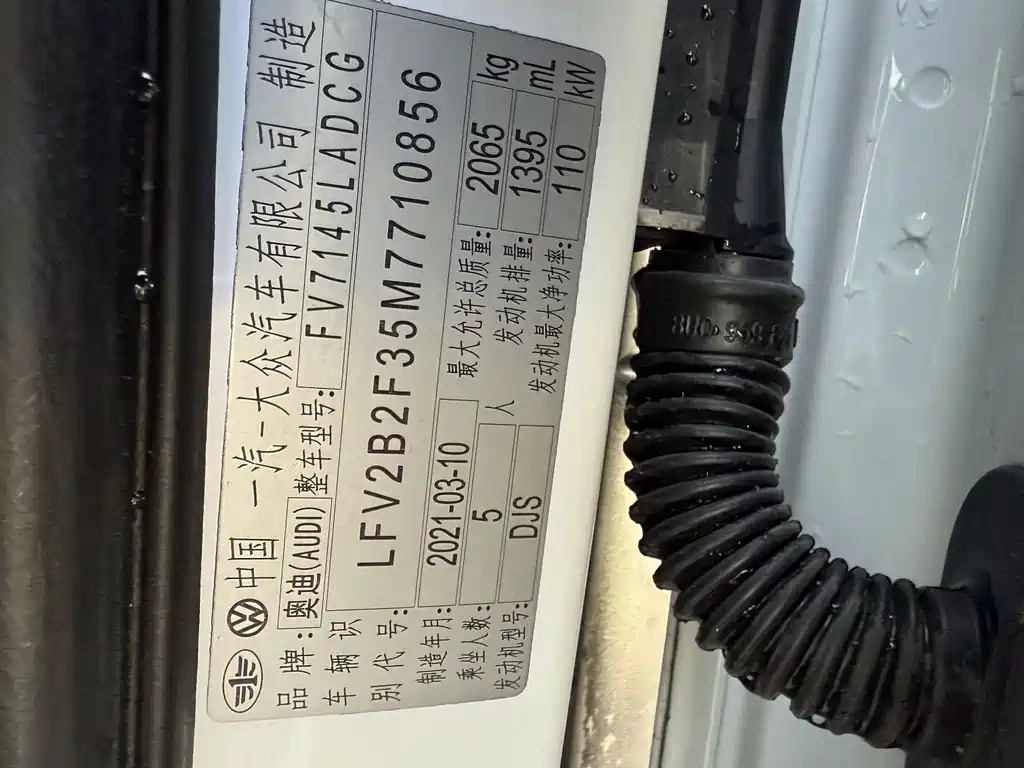 中国 一汽-大众汽车有限公司 制造
品牌: 奥迪(AUDI) 整车型号: FV7145LADCG
车辆识别代号: LFV2B2F35M7710856
制造年月: 2021-03-10 最大允许总质量: 2065 kg
乘坐人数: 5 人 发动机排量: 1395 mL
发动机型号: DJS 发动机最大净功率: 110 kW